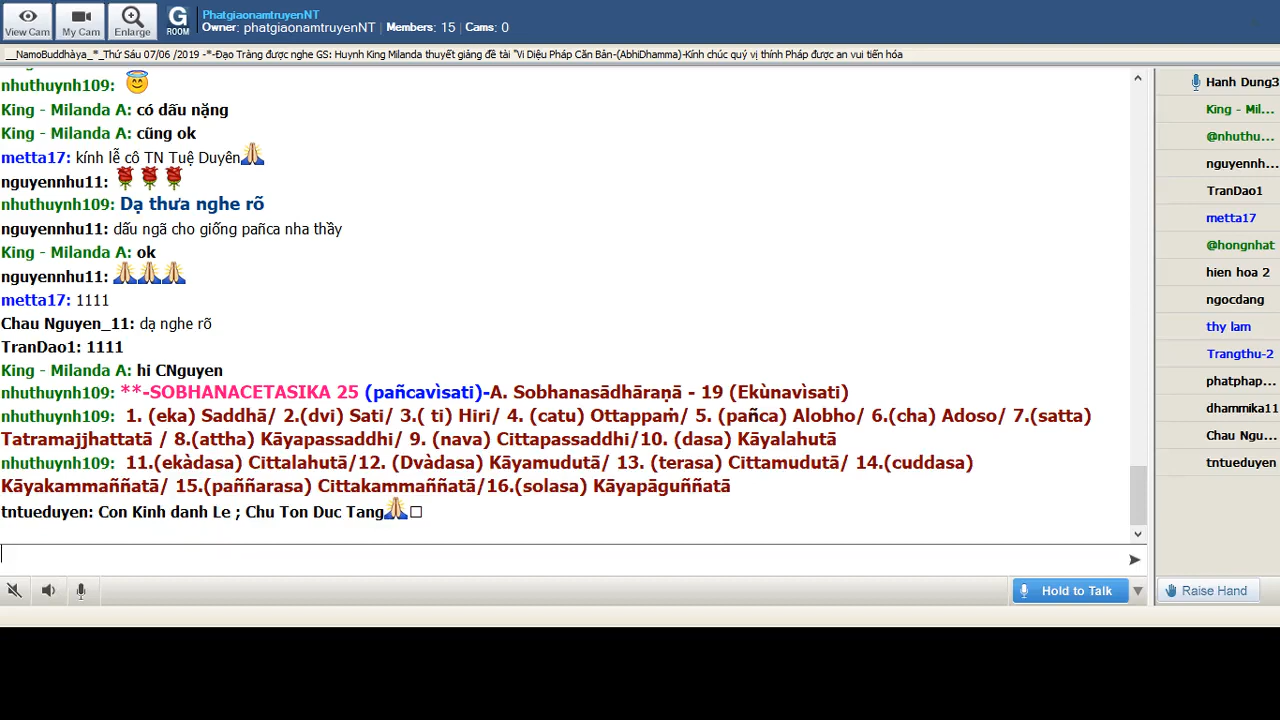 View Cam
My Cam
Enlarge
G
ROOM
PhatgiaonamtruyenNT
Owner: phatgiaonamtruyenNT | Members: 15 | Cams: 0
__NamoBuddhàya_*_Thứ Sáu 07/06 /2019 -*-Đạo Tràng được nghe GS: Huynh King Milanda thuyết giảng đề tài "Vi Diệu Pháp Căn Bản-(AbhiDhamma)-Kính chúc quý vị thính Pháp được an vui tiến hóa
nhuthuynh109:
King - Milanda A: có dấu nặng
King - Milanda A: cũng ok
metta17: kính lễ cô TN Tuệ Duyên
nguyennhu11:
nhuthuynh109: Dạ thưa nghe rõ
nguyennhu11: dấu ngã cho giống pañca nha thầy
King - Milanda A: ok
nguyennhu11:
metta17: 1111
Chau Nguyen_11: dạ nghe rõ
TranDao1: 1111
King - Milanda A: hi CNguyen
nhuthuynh109: **-SOBHANACETASIKA 25 (pañcavìsati)-A. Sobhanasādhāraṇā - 19 (Ekùnavìsati)
nhuthuynh109: 1. (eka) Saddhā/ 2.(dvi) Sati/ 3.( ti) Hiri/ 4. (catu) Ottappaṁ/ 5. (pañca) Alobho/ 6.(cha) Adoso/ 7.(satta)
Tatramajjhattatā / 8.(attha) Kāyapassaddhi/ 9. (nava) Cittapassaddhi/10. (dasa) Kāyalahutā
nhuthuynh109: 11.(ekàdasa) Cittalahutā/12. (Dvàdasa) Kāyamudutā/ 13. (terasa) Cittamudutā/ 14.(cuddasa)
Kāyakammaññatā/ 15.(paññarasa) Cittakammaññatā/16.(solasa) Kāyapāguññatā
tntueduyen: Con Kinh danh Le ; Chu Ton Duc Tang
Hold to Talk
Hanh Dung3
King - Mil...
@nhuthu...
nguyennh...
TranDao1
metta17
@hongnhat
hien hoa 2
ngocdang
thy lam
Trangthu-2
phatphap...
dhammika11
Chau Ngu...
tntueduyen
Raise Hand